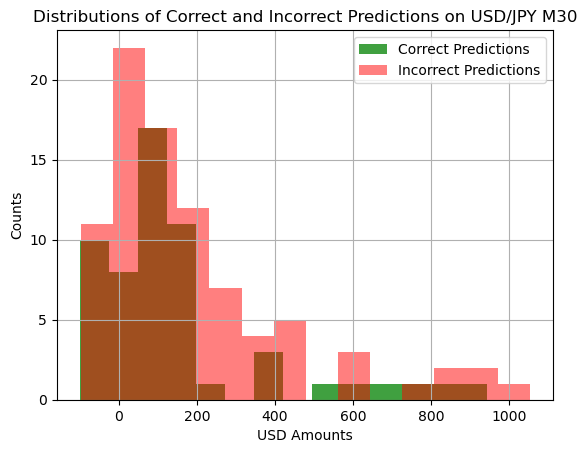 Distributions of Correct and Incorrect Predictions on USD/JPY M30
Correct Predictions
Incorrect Predictions
20
15
10
5
0
Counts
0 200 400 600 800 1000
USD Amounts